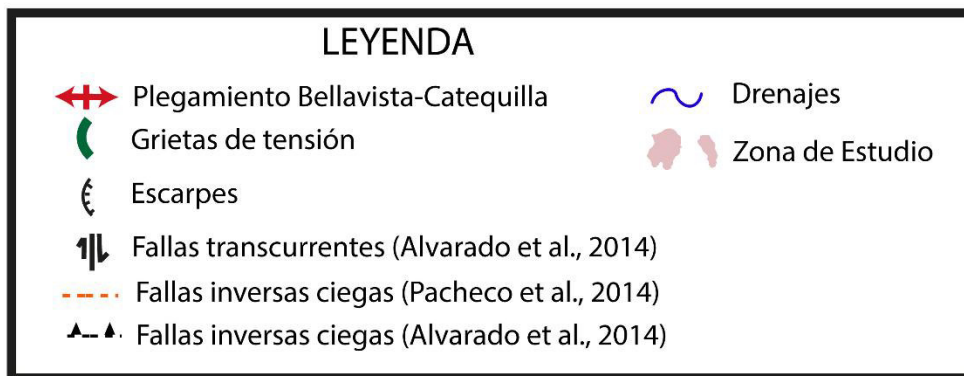 LEYENDA
Plegamiento Bellavista-Catequilla
Grietas de tensión
Escarpes
Fallas transcurrentes (Alvarado et al., 2014)
Fallas inversas ciegas (Pacheco et al., 2014)
Fallas inversas ciegas (Alvarado et al., 2014)
Drenajes
Zona de Estudio